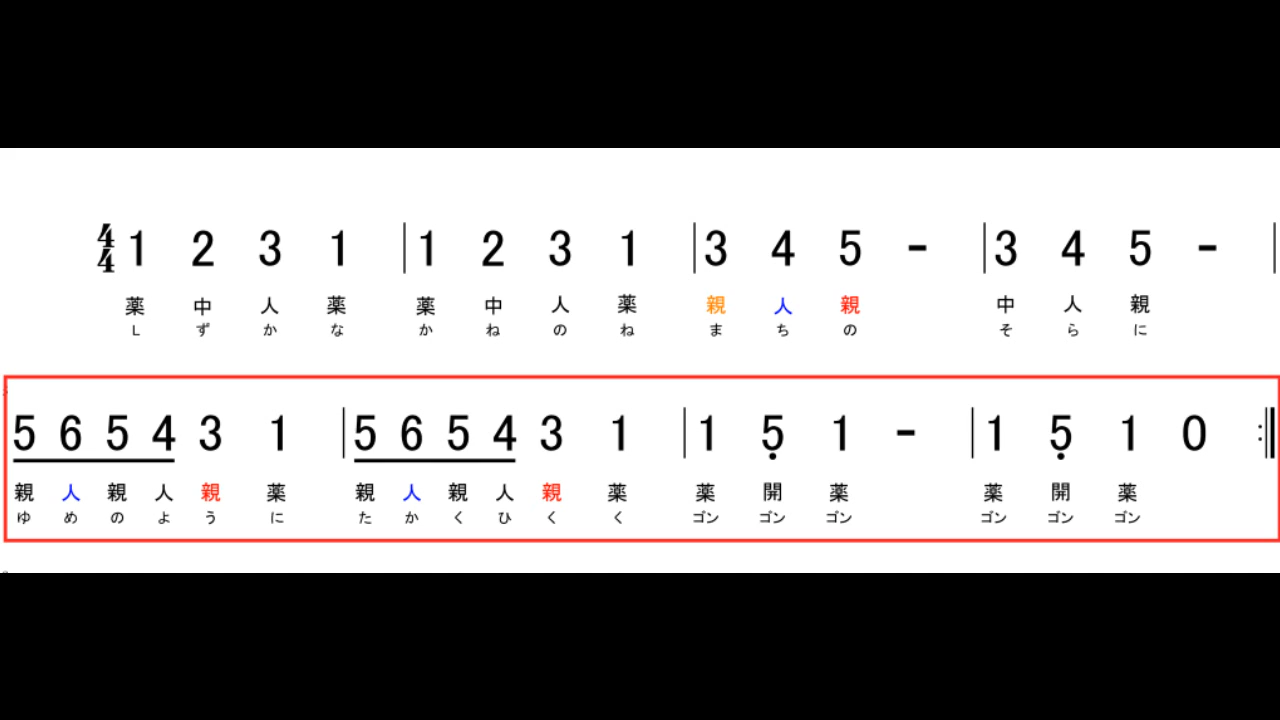 4/4 1 2 3 1 | 1 2 3 1 | 3 4 5 - | 3 4 5 - |
薬 中 人 薬 薬 中 人 薬 親 人 親 中 人 親
L ず か な か ね の ね ま ち の そ ら に
5 6 5 4 3 1 | 5 6 5 4 3 1 | 1 5̣ 1 - | 1 5̣ 1 0 :||
親 人 親 人 親 薬 親 人 親 人 親 薬 薬 開 薬 薬 開 薬
ゆ め の よ う に た か く ひ く く ゴン ゴン ゴン ゴン ゴン ゴン